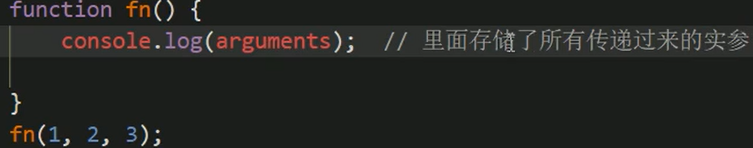 function fn() {
    console.log(arguments);  // 里面存储了所有传递过来的实参

}
fn(1, 2, 3);